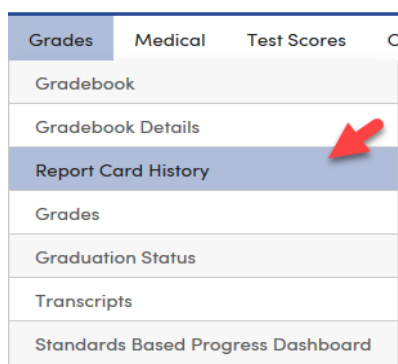 Grades Medical Test Scores
Gradebook
Gradebook Details
Report Card History
Grades
Graduation Status
Transcripts
Standards Based Progress Dashboard